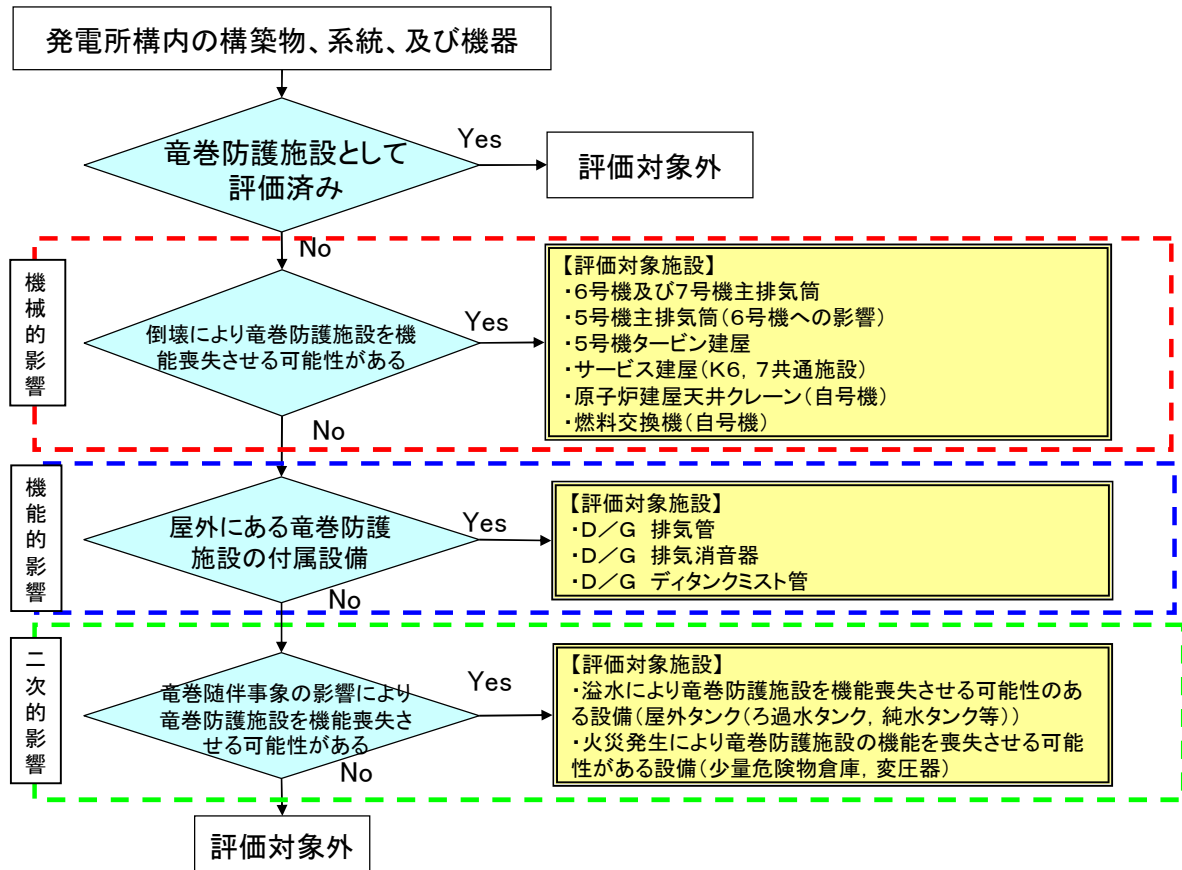 発電所構内の構築物、系統、及び機器
竜巻防護施設として
評価済み
Yes
評価対象外
No
機械的影響
倒壊により竜巻防護施設を機
能喪失させる可能性がある
Yes
【評価対象施設】
・6号機及び7号機主排気筒
・5号機主排気筒(6号機への影響)
・5号機タービン建屋
・サービス建屋(K6, 7共通施設)
・原子炉建屋天井クレーン(自号機)
・燃料交換機(自号機)
No
機能的影響
屋外にある竜巻防護
施設の付属設備
Yes
【評価対象施設】
・D/G 排気管
・D/G 排気消音器
・D/G ディタンクミスト管
No
二次的影響
竜巻随伴事象の影響により
竜巻防護施設を機能喪失さ
せる可能性がある
Yes
【評価対象施設】
・溢水により竜巻防護施設を機能喪失させる可能性のあ
る設備(屋外タンク(ろ過水タンク, 純水タンク等))
・火災発生により竜巻防護施設の機能を喪失させる可能
性がある設備(少量危険物倉庫, 変圧器)
No
評価対象外